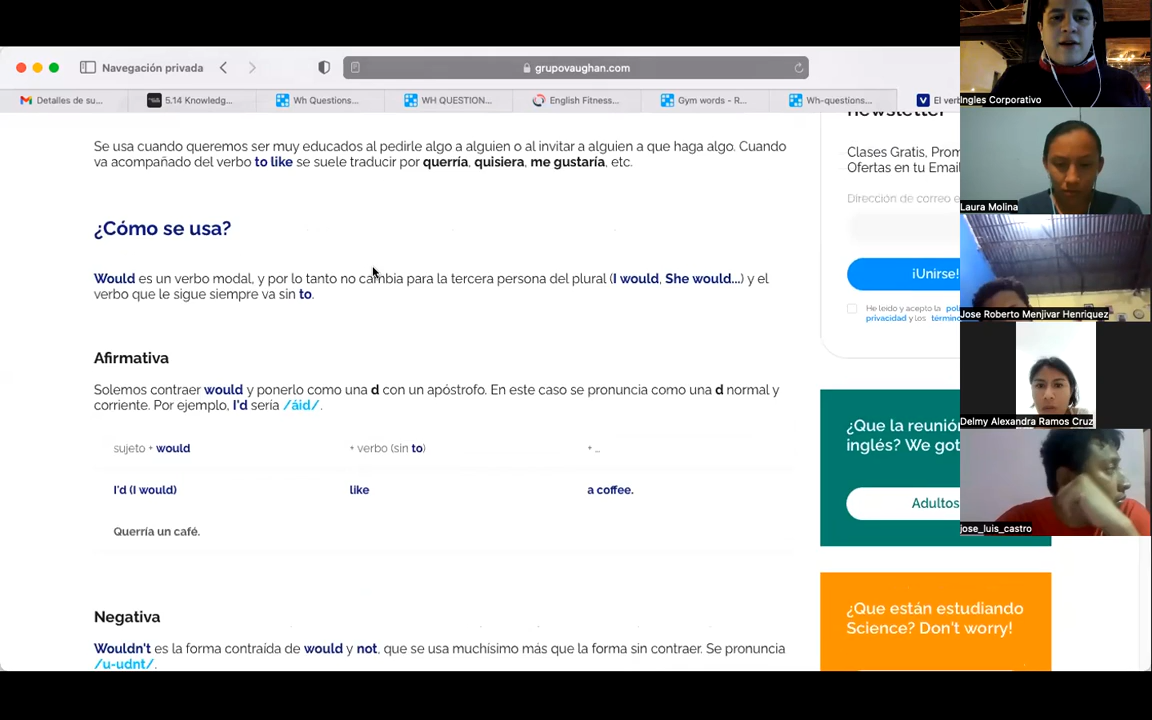 Navegación privada
grupovaughan.com
Detalles de su...
5.14 Knowledg...
Wh Questions...
WH QUESTION...
English Fitness...
Gym words - R...
Wh-questions...
El ver
Se usa cuando queremos ser muy educados al pedirle algo a alguien o al invitar a alguien a que haga algo. Cuando
va acompañado del verbo to like se suele traducir por querría, quisiera, me gustaría, etc.
¿Cómo se usa?
Would es un verbo modal, y por lo tanto no cambia para la tercera persona del plural (I would, She would...) y el
verbo que le sigue siempre va sin to.
Afirmativa
Solemos contraer would y ponerlo como una d con un apóstrofo. En este caso se pronuncia como una d normal y
corriente. Por ejemplo, I'd sería /áid/.
sujeto + would
+ verbo (sin to)
+ ...
I'd (I would)
like
a coffee.
Querría un café.
Negativa
Wouldn't es la forma contraída de would y not, que se usa muchísimo más que la forma sin contraer. Se pronuncia
/u-udnt/.
newsletter
Clases Gratis, Prom
Ofertas en tu Email
Dirección de correo e
¡Unirse!
He leído y acepto la pol
privacidad y los término
¿Que la reunió
inglés? We got
Adultos
¿Que están estudiando
Science? Don't worry!
Ingles Corporativo
Laura Molina
Jose Roberto Menjivar Henriquez
Delmy Alexandra Ramos Cruz
jose_luis_castro